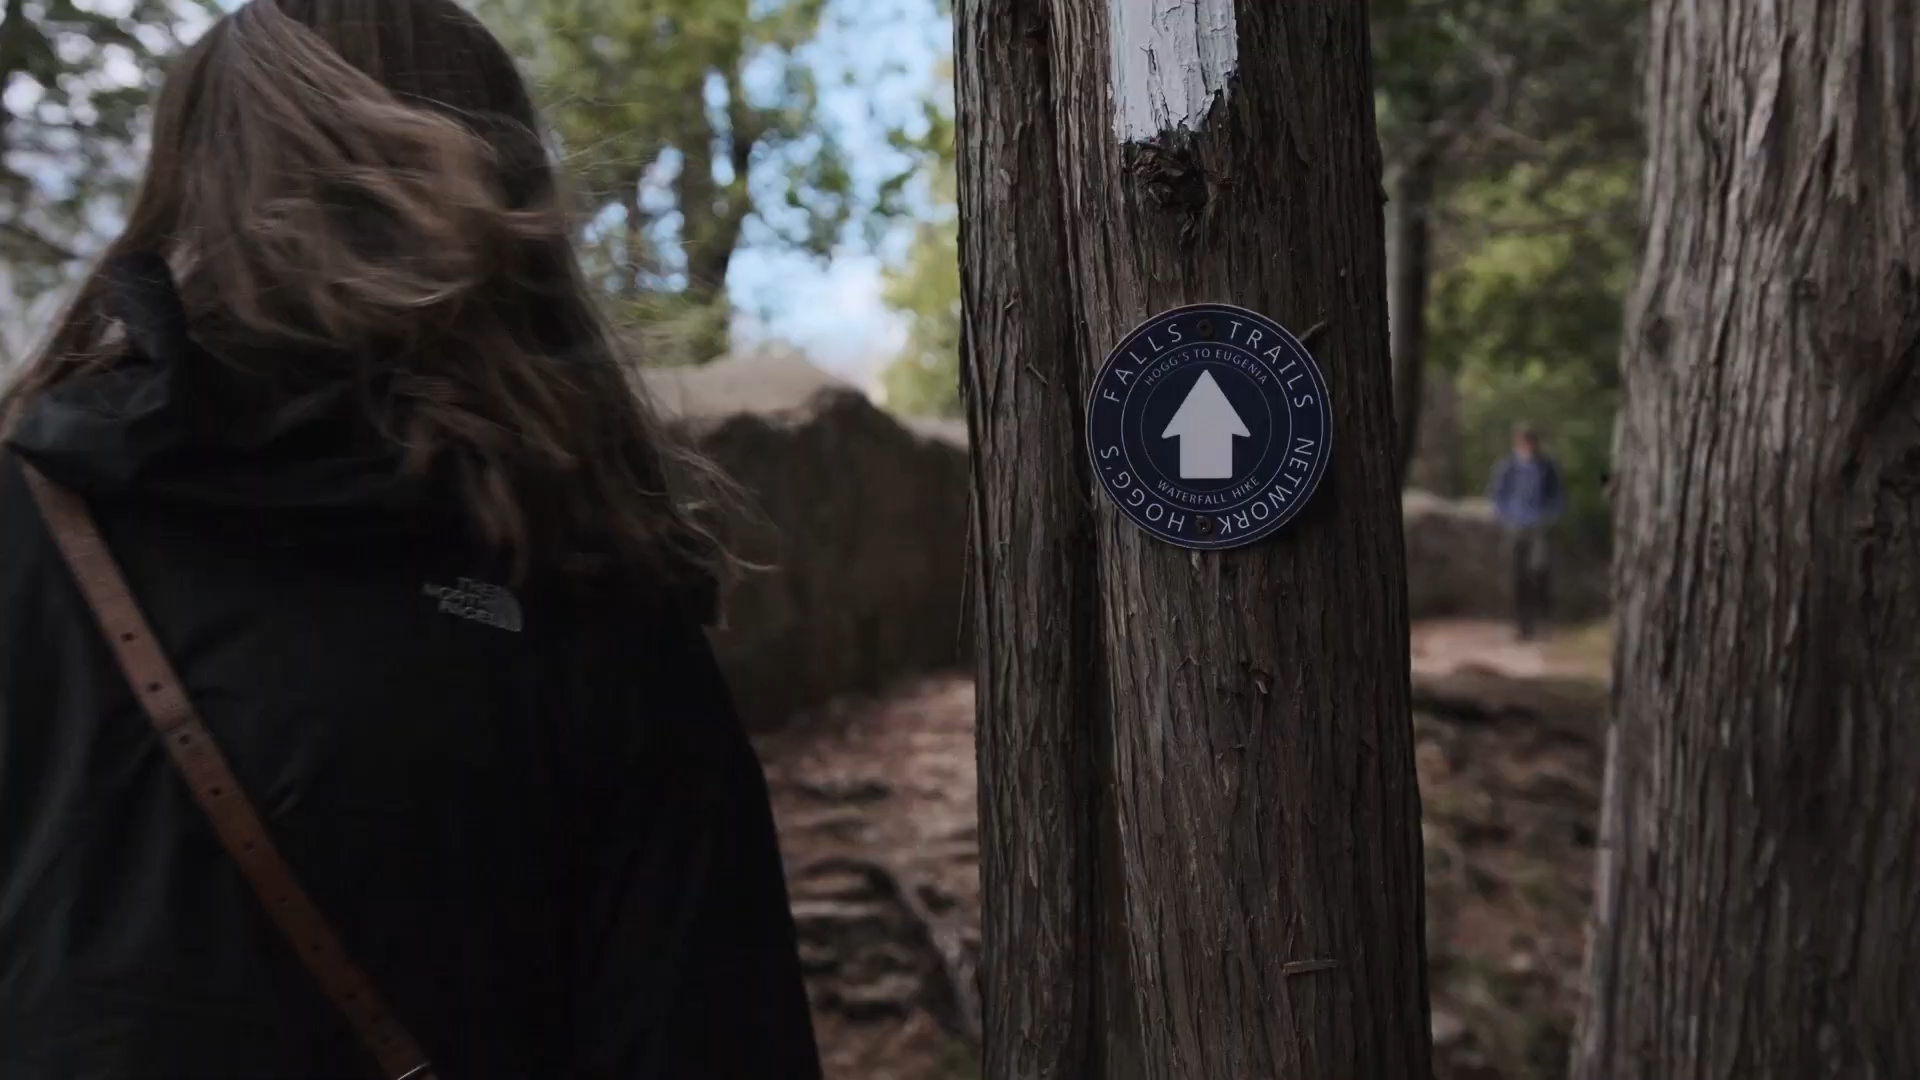 HOGG'S FALLS TRAILS NETWORK
HOGG'S TO EUGENIA
WATERFALL HIKE
THE
NORTH
FACE